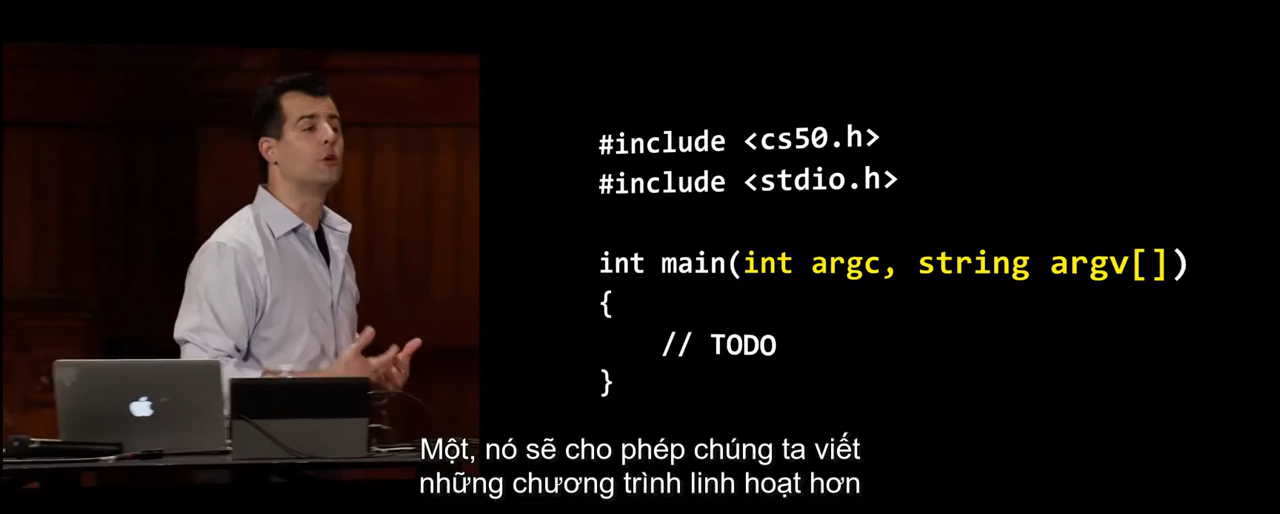 #include <cs50.h>
#include <stdio.h>
int main(int argc, string argv[])
{
// TODO
}
Một, nó sẽ cho phép chúng ta viết
những chương trình linh hoạt hơn